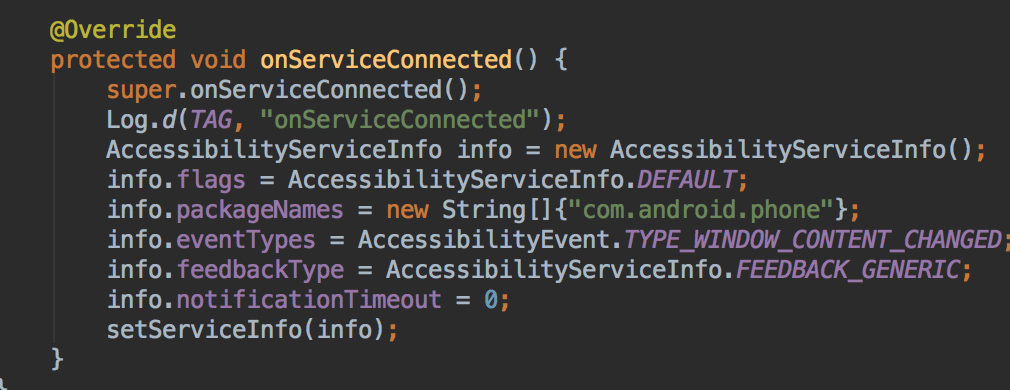 @Override
protected void onServiceConnected() {
super.onServiceConnected();
Log.d(TAG, "onServiceConnected");
AccessibilityServiceInfo info = new AccessibilityServiceInfo();
info.flags = AccessibilityServiceInfo.DEFAULT;
info.packageNames = new String[]{"com.android.phone"};
info.eventTypes = AccessibilityEvent.TYPE_WINDOW_CONTENT_CHANGED;
info.feedbackType = AccessibilityServiceInfo.FEEDBACK_GENERIC;
info.notificationTimeout = 0;
setServiceInfo(info);
}
}